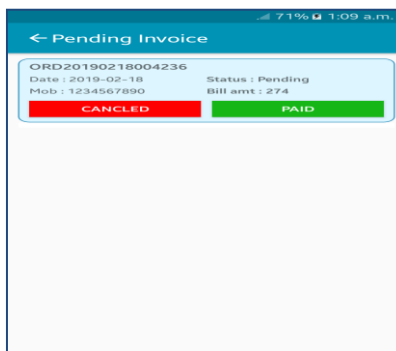 71% 1:09 a.m.
← Pending Invoice
ORD20190218004236
Date : 2019-02-18 Status : Pending
Mob : 1234567890 Bill amt : 274
CANCLED PAID